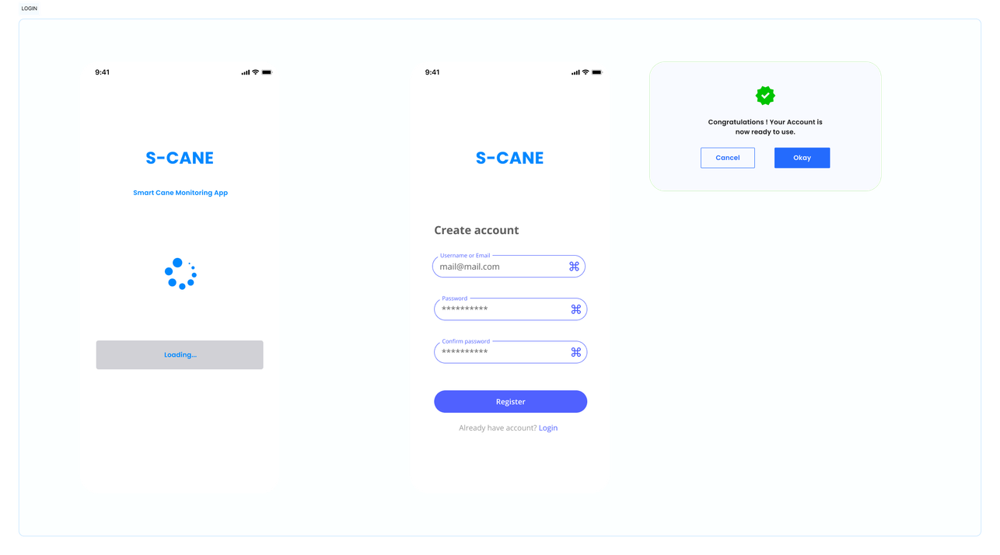 LOGIN
9:41
S-CANE
Smart Cane Monitoring App
Loading...
9:41
S-CANE
Create account
Username or Email
mail@mail.com
Password
**********
Confirm password
**********
Register
Already have account? Login
Congratulations ! Your Account is
now ready to use.
Cancel
Okay